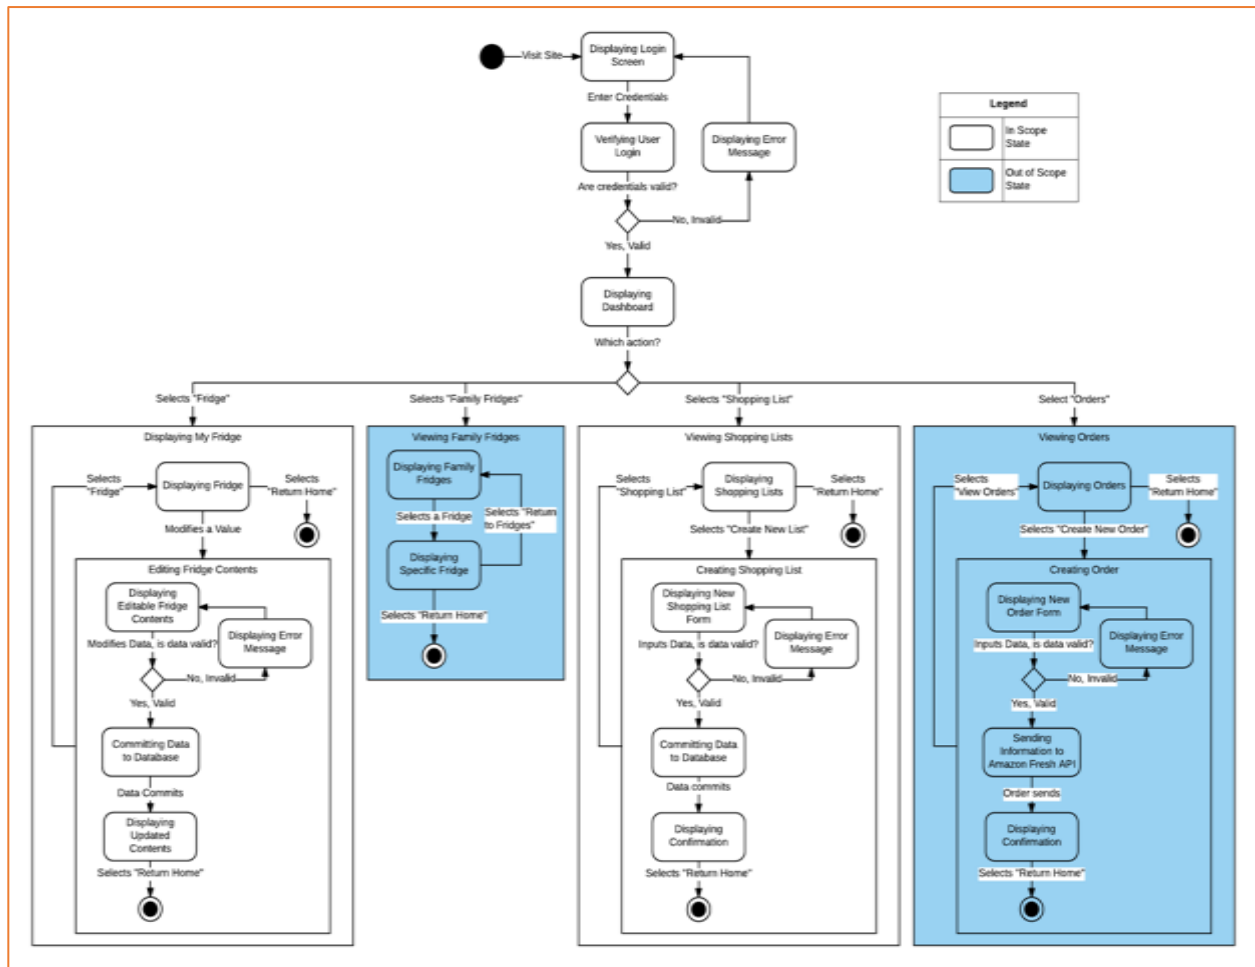 Visit Site
Displaying Login
Screen
Enter Credentials
Verifying User
Login
Displaying Error
Message
Are credentials valid?
No, Invalid
Yes, Valid
Displaying
Dashboard
Which action?
Legend
In Scope
State
Out of Scope
State
Selects "Fridge"
Selects "Family Fridges"
Selects "Shopping List"
Select "Orders"
Displaying My Fridge
Selects
"Fridge"
Displaying Fridge
Selects
"Return Home"
Modifies a Value
Editing Fridge Contents
Displaying
Editable Fridge
Contents
Displaying Error
Message
Modifies Data, is data valid?
No, Invalid
Yes, Valid
Committing Data
to Database
Data Commits
Displaying
Updated
Contents
Selects "Return Home"
Viewing Family Fridges
Displaying Family
Fridges
Selects a Fridge
Selects "Return
to Fridges"
Displaying
Specific Fridge
Selects "Return Home"
Viewing Shopping Lists
Selects
"Shopping List"
Displaying
Shopping Lists
Selects
"Return Home"
Selects "Create New List"
Creating Shopping List
Displaying New
Shopping List
Form
Displaying Error
Message
Inputs Data, is data valid?
No, Invalid
Yes, Valid
Committing Data
to Database
Data commits
Displaying
Confirmation
Selects "Return Home"
Viewing Orders
Selects
"View Orders"
Displaying Orders
Selects
"Return Home"
Selects "Create New Order"
Creating Order
Displaying New
Order Form
Displaying Error
Message
Inputs Data, is data valid?
No, Invalid
Yes, Valid
Sending
Information to
Amazon Fresh API
Order sends
Displaying
Confirmation
Selects "Return Home"